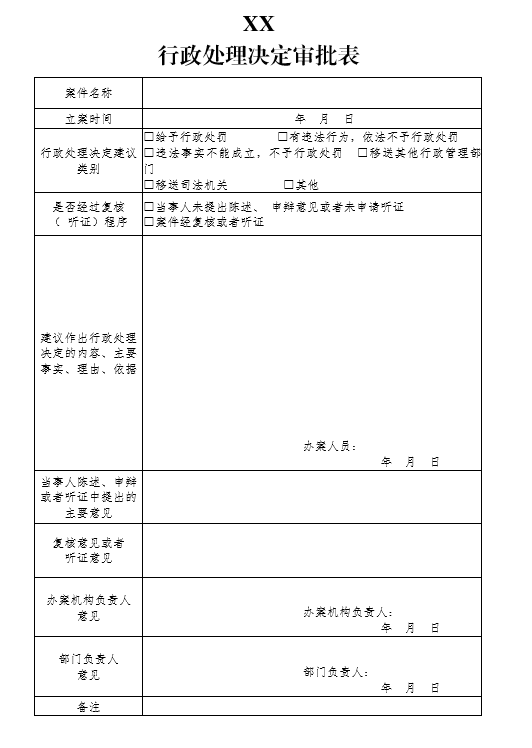 XX
行政处理决定审批表
案件名称
立案时间
年 月 日
行政处理决定建议
类别
□给予行政处罚 □有违法行为，依法不予行政处罚
□违法事实不能成立，不予行政处罚 □移送其他行政管理部
门
□移送司法机关 □其他
是否经过复核
（ 听证）程序
□当事人未提出陈述、 申辩意见或者未申请听证
□案件经复核或者听证
建议作出行政处理
决定的内容、主要
事实、理由、依据
办案人员：
年 月 日
当事人陈述、申辩
或者听证中提出的
主要意见
复核意见或者
听证意见
办案机构负责人
意见
办案机构负责人：
年 月 日
部门负责人
意见
部门负责人：
年 月 日
备注